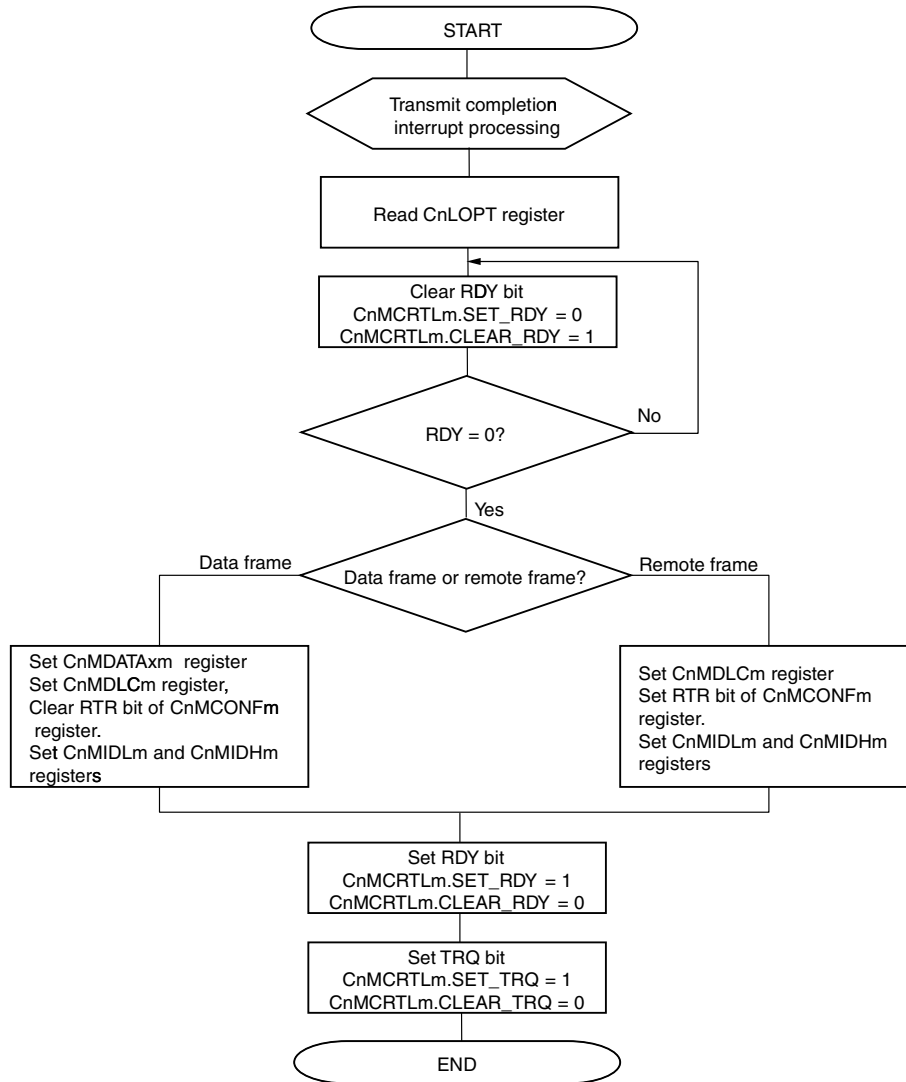 START
Transmit completion
interrupt processing
Read CnLOPT register
Clear RDY bit
CnMCRTLm.SET_RDY = 0
CnMCRTLm.CLEAR_RDY = 1
No
RDY = 0?
Yes
Data frame
Data frame or remote frame?
Remote frame
Set CnMDATAxm register
Set CnMDLCm register,
Clear RTR bit of CnMCONFm
register.
Set CnMIDLm and CnMIDHm
registers
Set CnMDLCm register
Set RTR bit of CnMCONFm
register.
Set CnMIDLm and CnMIDHm
registers
Set RDY bit
CnMCRTLm.SET_RDY = 1
CnMCRTLm.CLEAR_RDY = 0
Set TRQ bit
CnMCRTLm.SET_TRQ = 1
CnMCRTLm.CLEAR_TRQ = 0
END